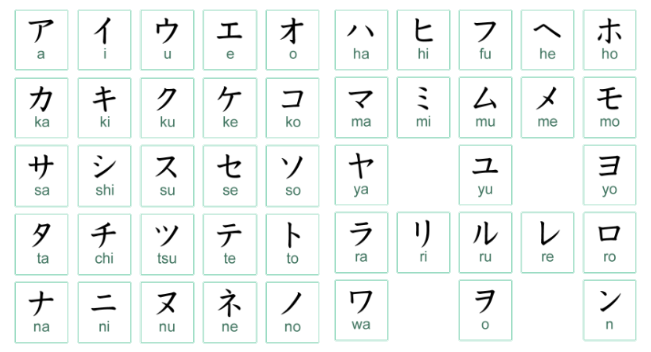 ア イ ウ エ オ ハ ヒ フ ヘ ホ
a i u e o ha hi fu he ho
カ キ ク ケ コ マ ミ ム メ モ
ka ki ku ke ko ma mi mu me mo
サ シ ス セ ソ ヤ ユ ヨ
sa shi su se so ya yu yo
タ チ ツ テ ト ラ リ ル レ ロ
ta chi tsu te to ra ri ru re ro
ナ ニ ヌ ネ ノ ワ ヲ ン
na ni nu ne no wa o n